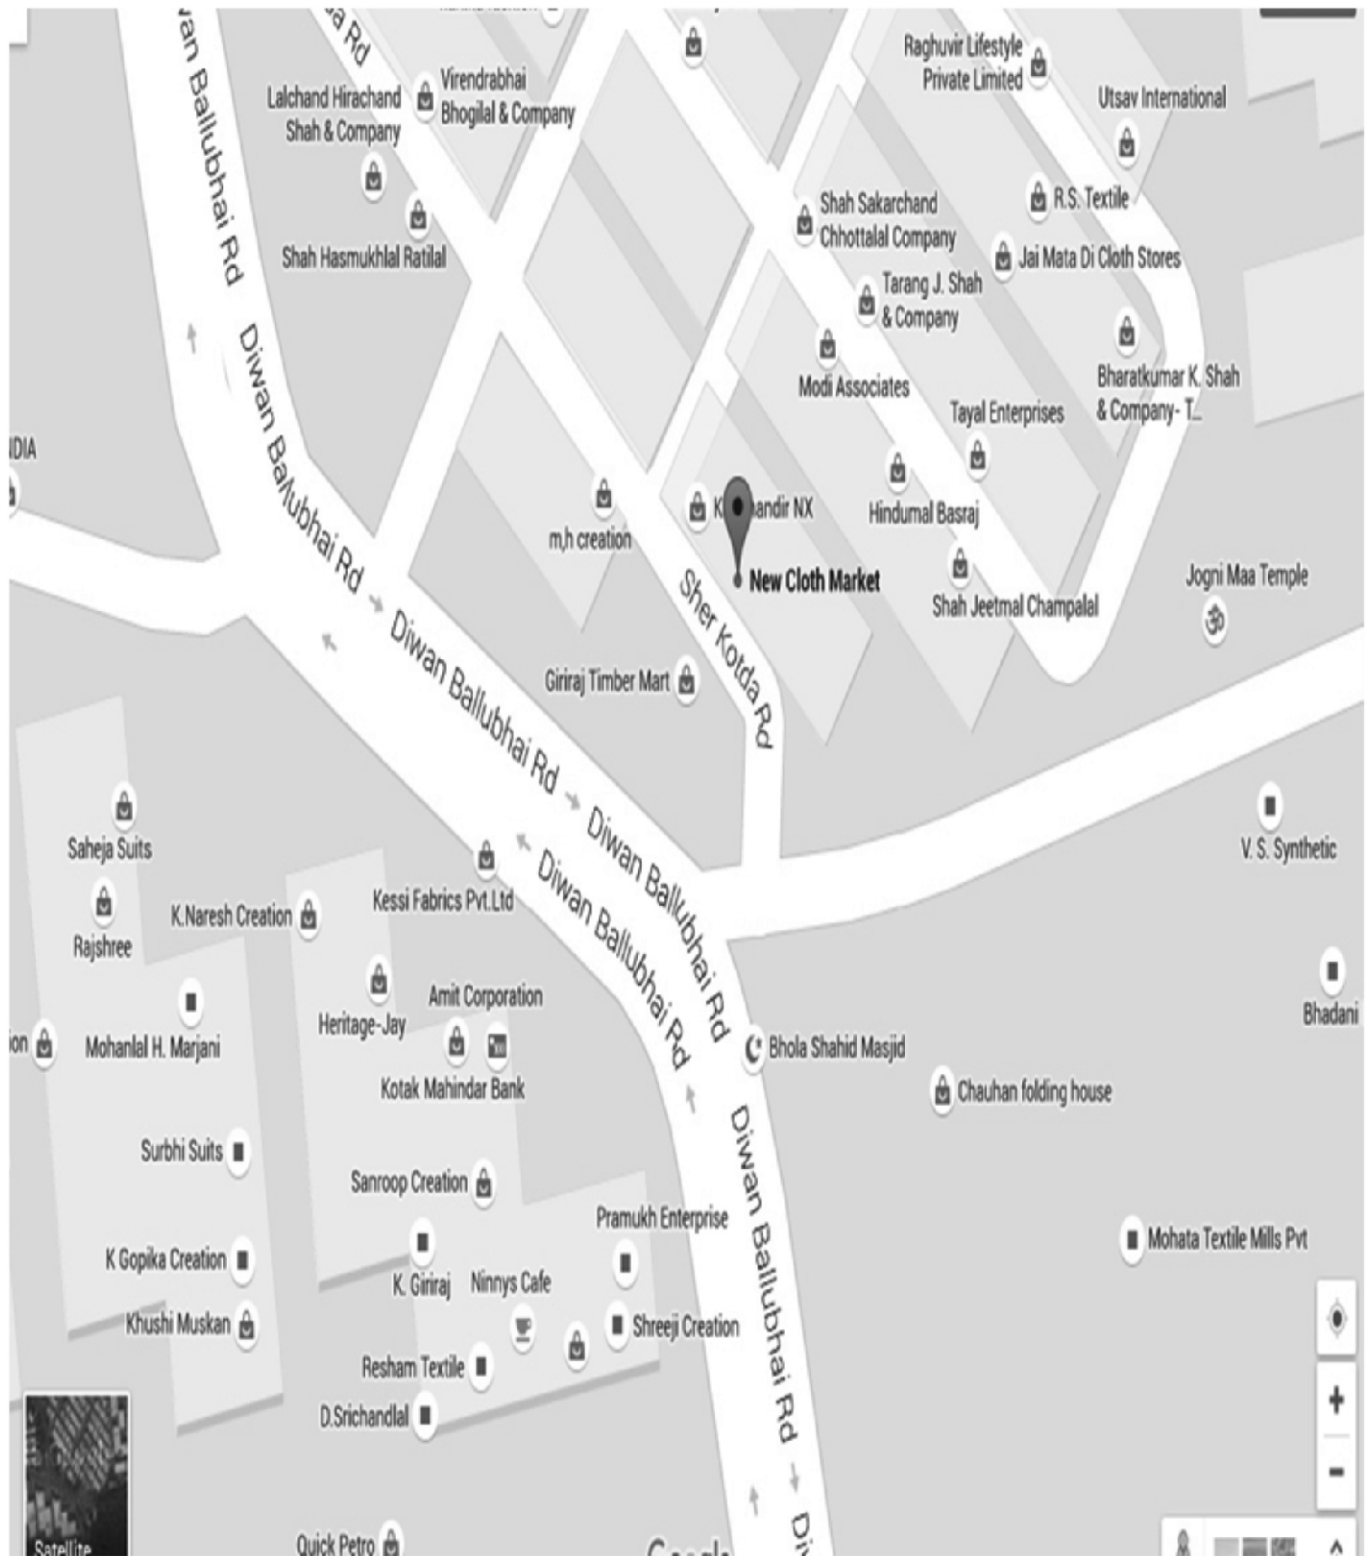 Raghuvir Lifestyle
Private Limited
Virendrabhai
Bhogilal & Company
Lalchand Hirachand
Shah & Company
Utsav International
Diwan Ballubhai Rd
Shah Sakarchand
Chhottalal Company
R.S. Textile
Shah Hasmukhlal Ratilal
Jai Mata Di Cloth Stores
Tarang J. Shah
& Company
Modi Associates
Bharatkumar K. Shah
& Company- T...
Tayal Enterprises
Diwan Ballubhai Rd
NX
Hindumal Basraj
m,h creation
New Cloth Market
Jogni Maa Temple
Shah Jeetmal Champalal
Sher Kotda Rd
Diwan Ballubhai Rd
Giriraj Timber Mart
Saheja Suits
V. S. Synthetic
Kessi Fabrics Pvt.Ltd
Diwan Ballubhai Rd
Diwan Ballubhai Rd
K.Naresh Creation
Rajshree
Amit Corporation
Heritage-Jay
Bhadani
Mohanlal H. Marjani
Bhola Shahid Masjid
Kotak Mahindar Bank
Chauhan folding house
Surbhi Suits
Sanroop Creation
Pramukh Enterprise
Diwan Ballubhai Rd
Mohata Textile Mills Pvt
K Gopika Creation
K. Giriraj
Ninnys Cafe
Khushi Muskan
Shreeji Creation
Resham Textile
D.Srichandlal
Quick Petro
Satellite
Google